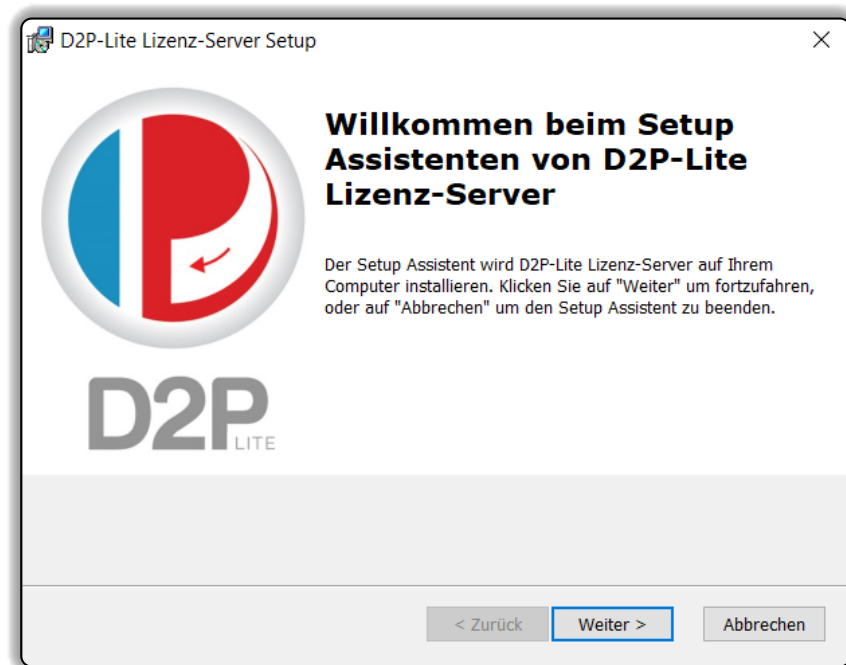 D2P-Lite Lizenz-Server Setup
Willkommen beim Setup
Assistenten von D2P-Lite
Lizenz-Server
Der Setup Assistent wird D2P-Lite Lizenz-Server auf Ihrem
Computer installieren. Klicken Sie auf "Weiter" um fortzufahren,
oder auf "Abbrechen" um den Setup Assistent zu beenden.
D2P
LITE
< Zurück
Weiter >
Abbrechen